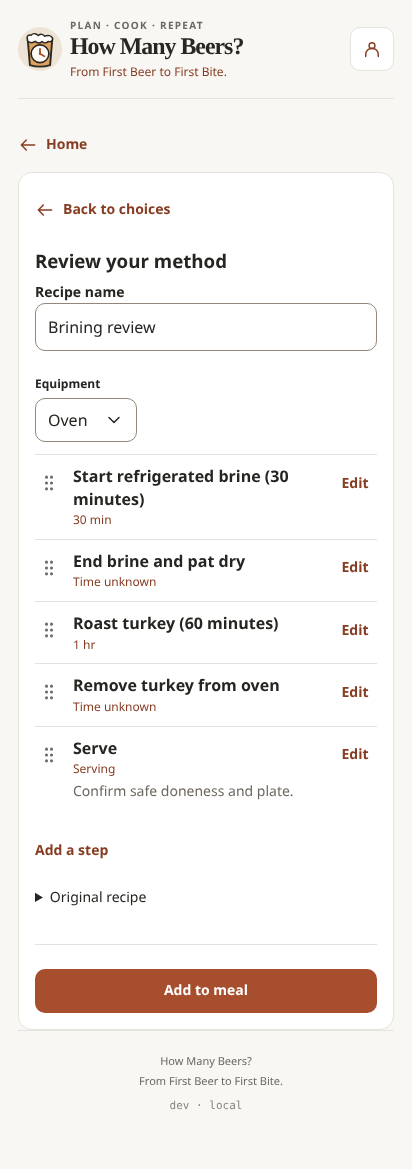 PLAN · COOK · REPEAT
How Many Beers?
From First Beer to First Bite.
← Home
← Back to choices
Review your method
Recipe name
Brining review
Equipment
Oven
Start refrigerated brine (30
minutes)
30 min
Edit
End brine and pat dry
Time unknown
Edit
Roast turkey (60 minutes)
1 hr
Edit
Remove turkey from oven
Time unknown
Edit
Serve
Serving
Confirm safe doneness and plate.
Edit
Add a step
Original recipe
Add to meal
How Many Beers?
From First Beer to First Bite.
dev · local